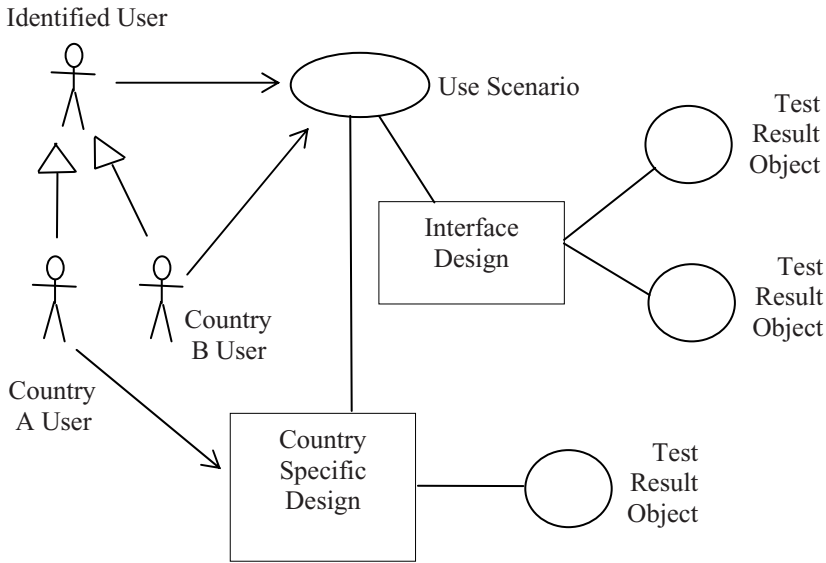 Identified User
Use Scenario
Test
Result
Object
Interface
Design
Test
Result
Object
Country
B User
Country
A User
Country
Specific
Design
Test
Result
Object